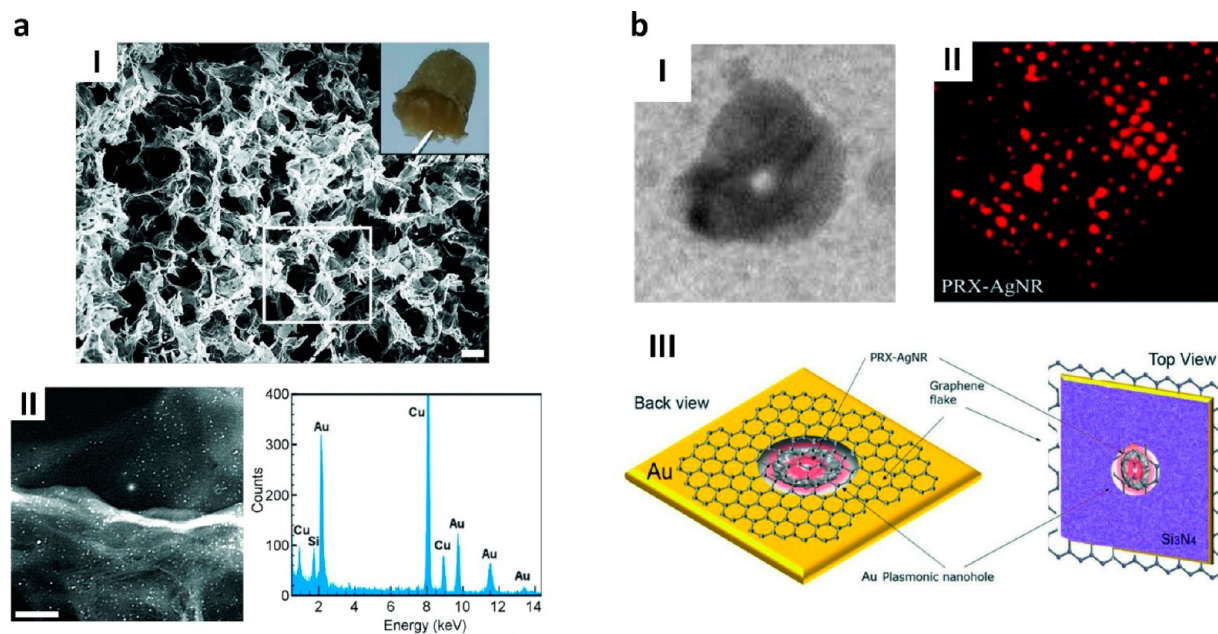 a
I
II
400
300
200
100
0
Counts
Cu
Si
Au
Cu
Cu
Au
Au
Au
2
4
6
8
10
12
14
Energy (keV)
b
I
II
PRX-AgNR
III
PRX-AgNR
Graphene
flake
Back view
Au
Top View
Si₃N₄
Au Plasmonic nanohole